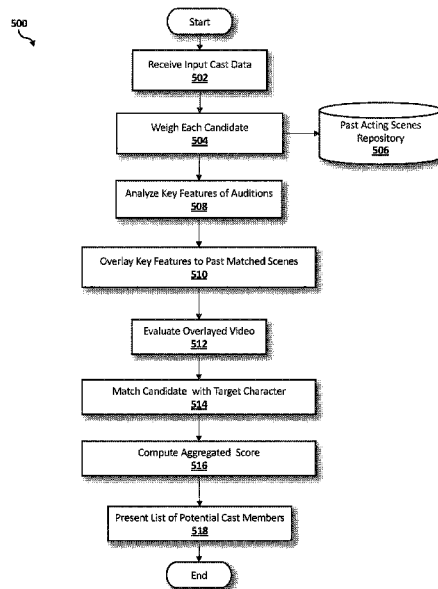 500
Start
Receive Input Cast Data
502
Weigh Each Candidate
504
Past Acting Scenes
Repository
506
Analyze Key Features of Auditions
508
Overlay Key Features to Past Matched Scenes
510
Evaluate Overlayed Video
512
Match Candidate with Target Character
514
Compute Aggregated Score
516
Present List of Potential Cast Members
518
End